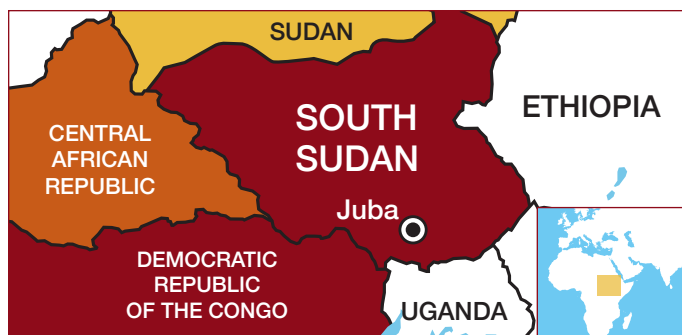 SUDAN
ETHIOPIA
SOUTH
SUDAN
CENTRAL
AFRICAN
REPUBLIC
Juba
DEMOCRATIC
REPUBLIC
OF THE CONGO
UGANDA